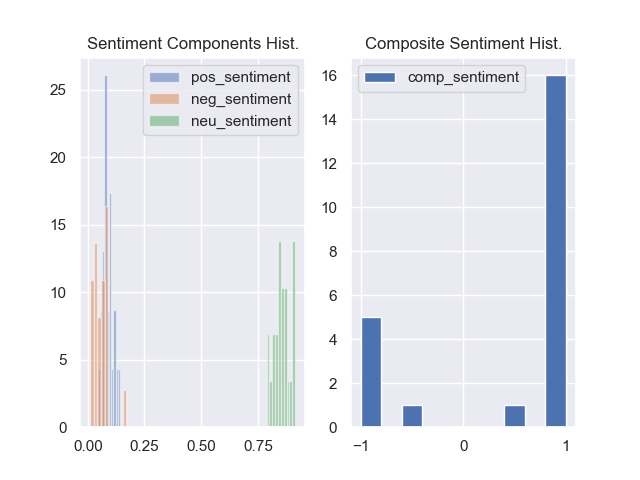 Sentiment Components Hist.
pos_sentiment
neg_sentiment
neu_sentiment
25
20
15
10
5
0
0.00 0.25 0.50 0.75
Composite Sentiment Hist.
comp_sentiment
16
14
12
10
8
6
4
2
0
−1 0 1